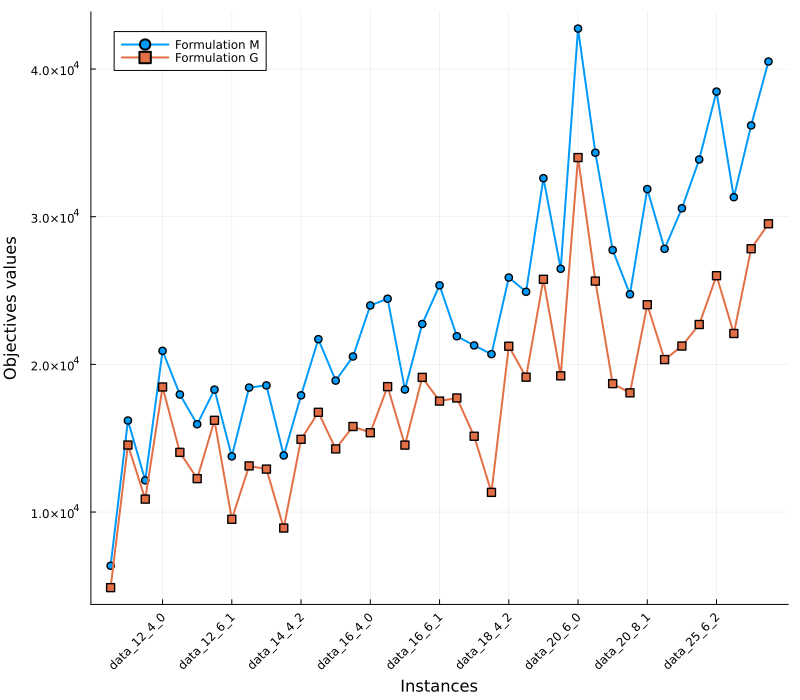 Formulation M
Formulation G
4.0×10⁴
3.0×10⁴
2.0×10⁴
1.0×10⁴
Objectives values
data_12_4_0
data_12_6_1
data_14_4_2
data_16_4_0
data_16_6_1
data_18_4_2
data_20_6_0
data_20_8_1
data_25_6_2
Instances